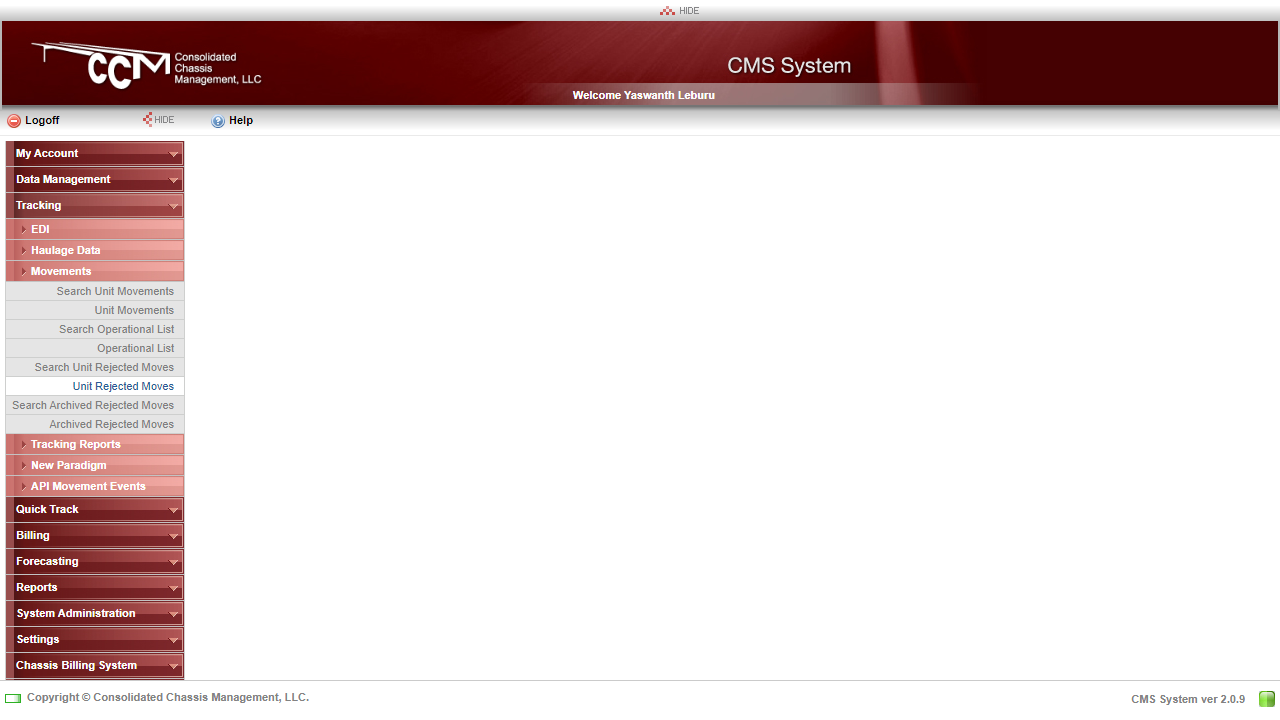 HIDE
CCM Consolidated
Chassis
Management, LLC
CMS System
Welcome Yaswanth Leburu
Logoff
HIDE
Help
My Account
Data Management
Tracking
EDI
Haulage Data
Movements
Search Unit Movements
Unit Movements
Search Operational List
Operational List
Search Unit Rejected Moves
Unit Rejected Moves
Search Archived Rejected Moves
Archived Rejected Moves
Tracking Reports
New Paradigm
API Movement Events
Quick Track
Billing
Forecasting
Reports
System Administration
Settings
Chassis Billing System
Copyright © Consolidated Chassis Management, LLC.
CMS System ver 2.0.9